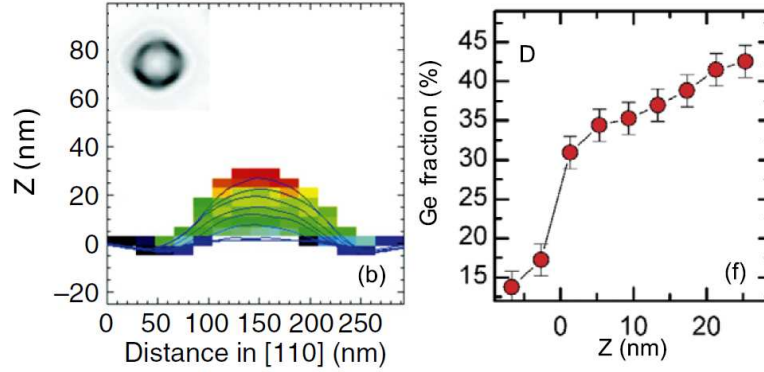 80
60
40
20
0
–20
Z (nm)
0 50 100 150 200 250
Distance in [110] (nm)
(b)
45
40
35
30
25
20
15
Ge fraction (%)
D
(f)
0 10 20
Z (nm)